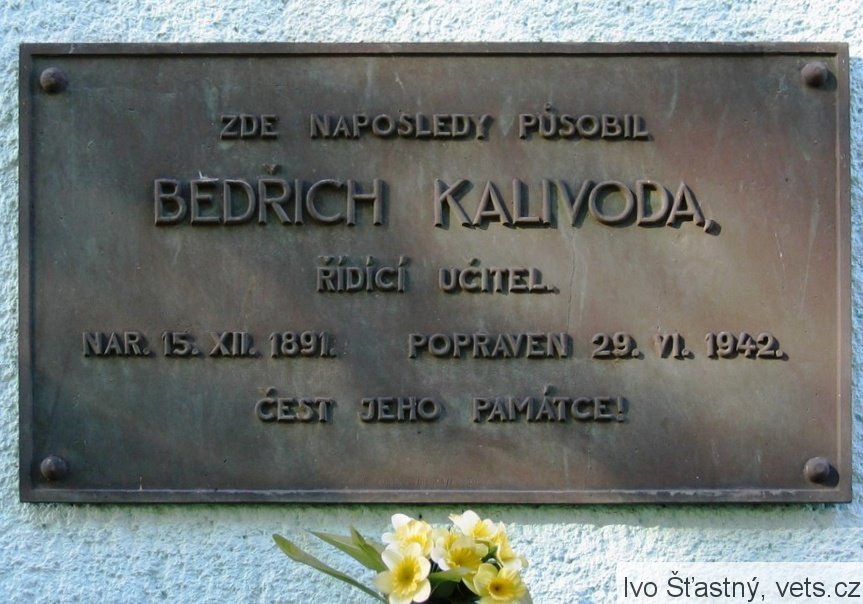 ZDE NAPOSLEDY PŮSOBIL
BEDŘICH KALIVODA,
ŘÍDÍCÍ UČITEL.
NAR. 15. XII. 1891. POPRAVEN 29. VI. 1942.
ČEST JEHO PAMÁTCE!
Ivo Šťastný, vets.cz